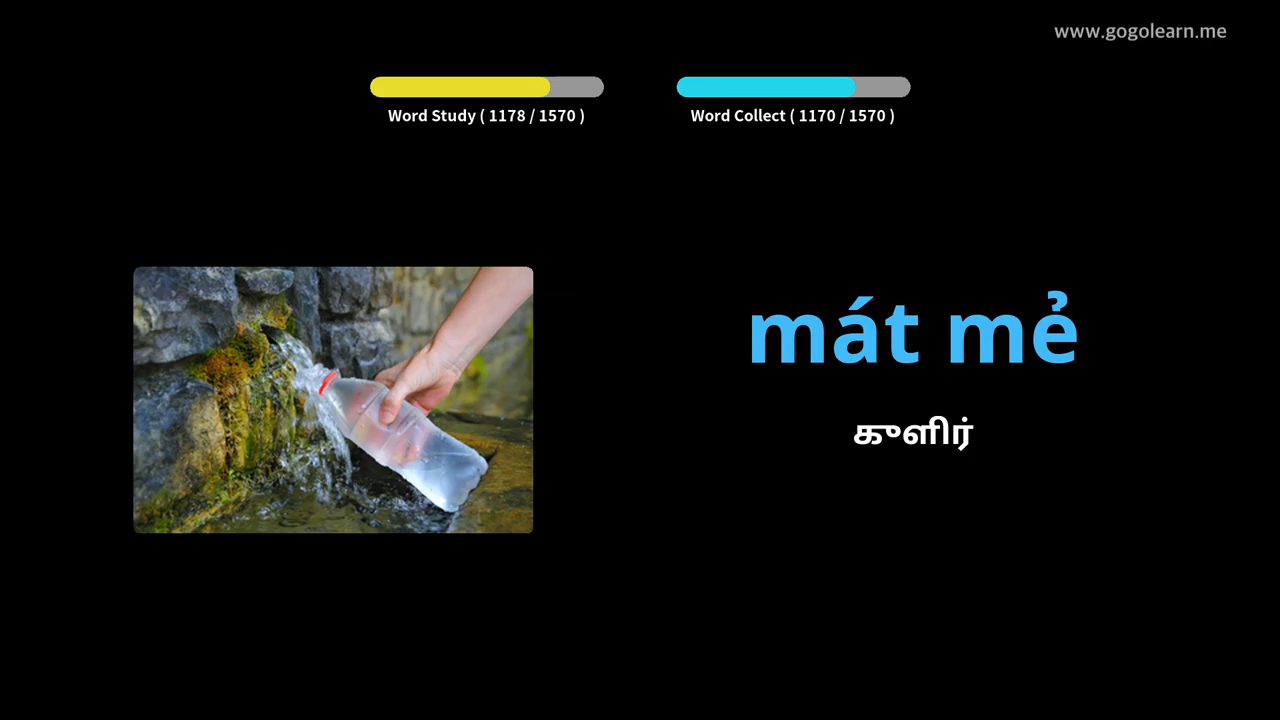 www.gogolearn.me
Word Study ( 1178 / 1570 )
Word Collect ( 1170 / 1570 )
mát mẻ
குளிர்